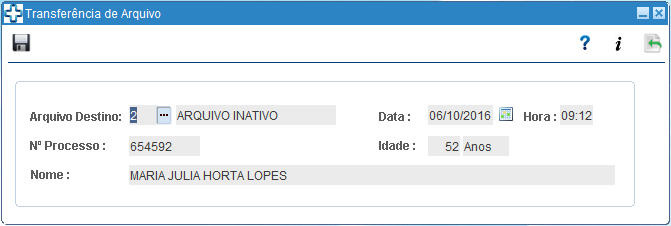 Transferência de Arquivo
? i
Arquivo Destino: 2 ... ARQUIVO INATIVO Data : 06/10/2016 Hora : 09:12
Nº Processo : 654592 Idade : 52 Anos
Nome : MARIA JULIA HORTA LOPES